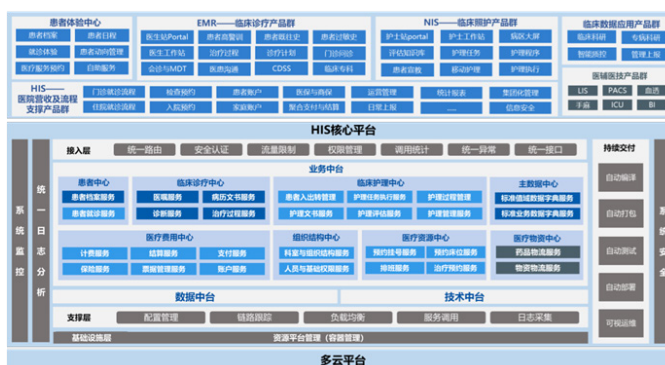 患者体验中心
患者档案 患者日程
就诊体验 患者动向管理
医疗服务预约 自助服务
EMR——临床诊疗产品群
医生站Portal 患者高警训 患者既往史 患者过敏史
医生工作站 治疗过程 诊疗计划 门诊问诊
会诊与MDT 医患沟通 CDSS 临床专科
NIS——临床照护产品群
护士站portal 护士工作站 病区大屏
评估知识库 护理任务 护理程序
患者宣教 移动护理 护理执行
临床数据应用产品群
临床科研 专病科研
智能质控 管理上报
医辅医技产品群
LIS PACS 血透
手麻 ICU BI
HIS——
医院营收及流程
支撑产品群
门诊就诊流程 检查预约 患者账户 医保与商保 运营管理 统计报表 集团化管理
住院就诊流程 入院预约 家庭账户 聚合支付与结算 日常上报 ...... 信息安全
HIS核心平台
系统监控
统一日志分析
接入层 统一路由 安全认证 流量限制 权限管理 调用统计 统一异常 统一接口
业务中台
患者中心
患者档案服务
患者就诊服务
临床诊疗中心
医嘱服务 病历文书服务
诊断服务 治疗过程服务
临床护理中心
患者入出转管理 护理任务执行服务 护理过程管理
护理文书服务 护理评估服务 护理管理服务
主数据中心
标准值域数据字典服务
标准业务数据字典服务
医疗费用中心
计费服务 结算服务 支付服务
保险服务 票据管理服务 账户服务
组织结构中心
科室与组织结构服务
人员与基础权限服务
医疗资源中心
预约挂号服务 预约床位服务
排班服务 治疗预约服务
医疗物资中心
药品物流服务
物资物流服务
数据中台 技术中台
支撑层 配置管理 链路跟踪 负载均衡 服务调用 日志采集
基础设施层 资源平台管理（容器管理）
持续交付
自动编译
自动打包
自动测试
自动部署
可视运维
系统安全
多云平台